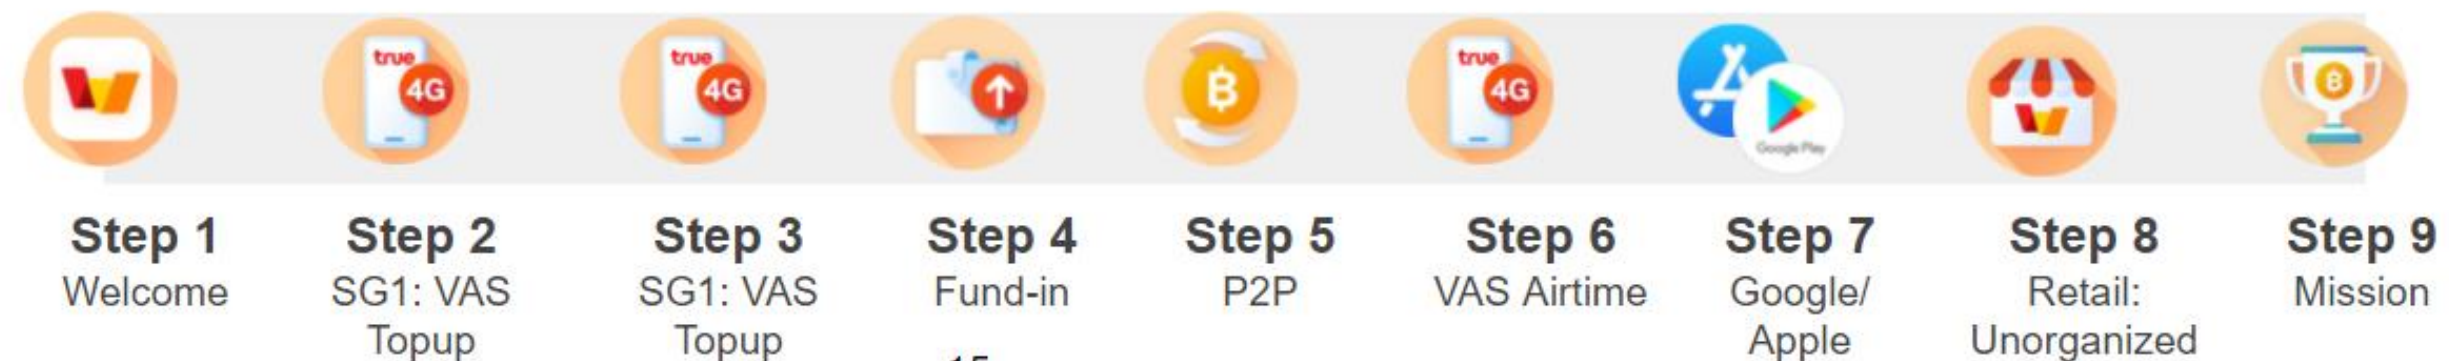 true
4G
true
4G
true
4G
Google Play
Step 1
Welcome
Step 2
SG1: VAS
Topup
Step 3
SG1: VAS
Topup
Step 4
Fund-in
Step 5
P2P
Step 6
VAS Airtime
Step 7
Google/
Apple
Step 8
Retail:
Unorganized
Step 9
Mission